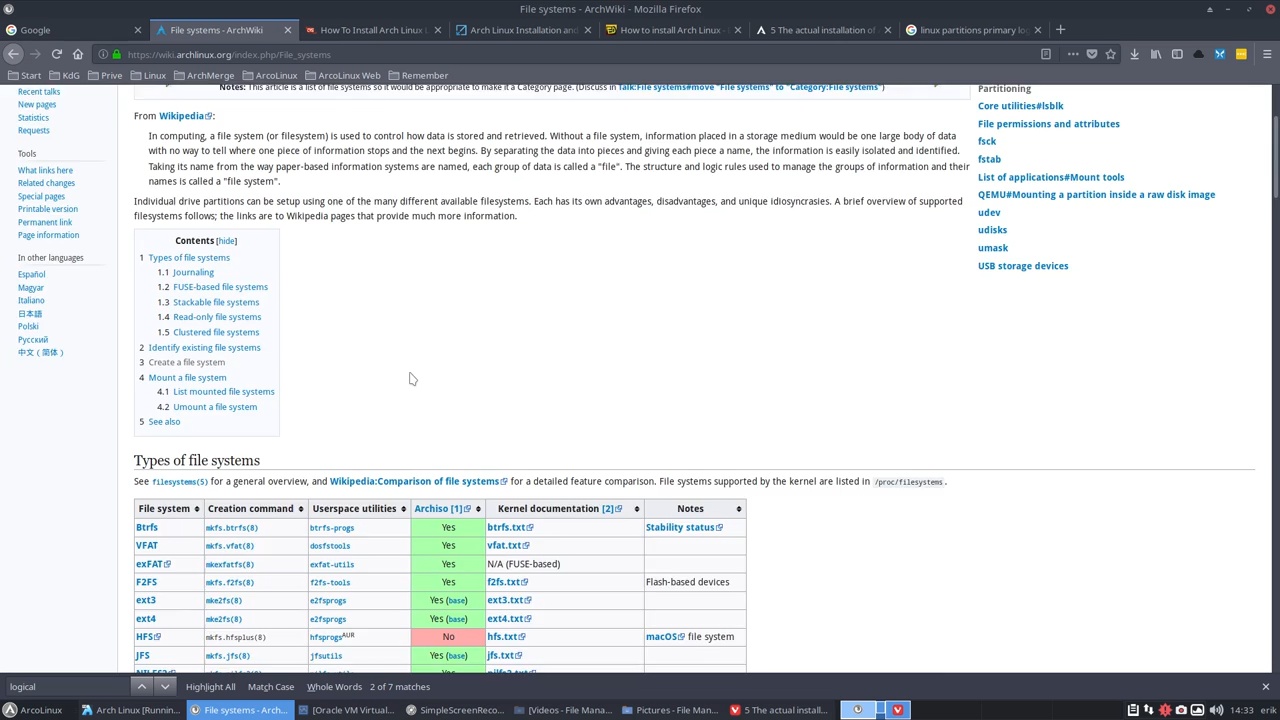 File systems - ArchWiki - Mozilla Firefox
Google
File systems - ArchWiki
How To Install Arch Linux
Arch Linux Installation and
How to install Arch Linux -
5 The actual installation of
linux partitions primary lo
https://wiki.archlinux.org/index.php/File_systems
Start KdG Prive Linux ArchMerge ArcoLinux ArcoLinux Web Remember
Recent talks
New pages
Statistics
Requests
Tools
What links here
Related changes
Special pages
Printable version
Permanent link
Page information
In other languages
Español
Magyar
Italiano
日本語
Polski
Русский
中文（简体）
Notes: This article is a list of file systems so it would be appropriate to make it a Category page. (Discuss in Talk:File systems#move "File systems" to "Category:File systems")
From Wikipedia:
In computing, a file system (or filesystem) is used to control how data is stored and retrieved. Without a file system, information placed in a storage medium would be one large body of data
with no way to tell where one piece of information stops and the next begins. By separating the data into pieces and giving each piece a name, the information is easily isolated and identified.
Taking its name from the way paper-based information systems are named, each group of data is called a "file". The structure and logic rules used to manage the groups of information and their
names is called a "file system".
Individual drive partitions can be setup using one of the many different available filesystems. Each has its own advantages, disadvantages, and unique idiosyncrasies. A brief overview of supported
filesystems follows; the links are to Wikipedia pages that provide much more information.
Contents [hide]
1 Types of file systems
1.1 Journaling
1.2 FUSE-based file systems
1.3 Stackable file systems
1.4 Read-only file systems
1.5 Clustered file systems
2 Identify existing file systems
3 Create a file system
4 Mount a file system
4.1 List mounted file systems
4.2 Umount a file system
5 See also
Partitioning
Core utilities#lsblk
File permissions and attributes
fsck
fstab
List of applications#Mount tools
QEMU#Mounting a partition inside a raw disk image
udev
udisks
umask
USB storage devices
Types of file systems
See filesystems(5) for a general overview, and Wikipedia:Comparison of file systems for a detailed feature comparison. File systems supported by the kernel are listed in /proc/filesystems.
File system Creation command Userspace utilities Archiso [1] Kernel documentation [2] Notes
Btrfs mkfs.btrfs(8) btrfs-progs Yes btrfs.txt Stability status
VFAT mkfs.vfat(8) dosfstools Yes vfat.txt
exFAT mkexfatfs(8) exfat-utils Yes N/A (FUSE-based)
F2FS mkfs.f2fs(8) f2fs-tools Yes f2fs.txt Flash-based devices
ext3 mke2fs(8) e2fsprogs Yes (base) ext3.txt
ext4 mke2fs(8) e2fsprogs Yes (base) ext4.txt
HFS mkfs.hfsplus(8) hfsprogsAUR No hfs.txt macOS file system
JFS mkfs.jfs(8) jfsutils Yes (base) jfs.txt
logical Highlight All Match Case Whole Words 2 of 7 matches
ArcoLinux Arch Linux [Runnin... File systems - Arch... [Oracle VM Virtual... SimpleScreenReco... [Videos - File Mana... Pictures - File Man... 5 The actual install... 14:33 erik